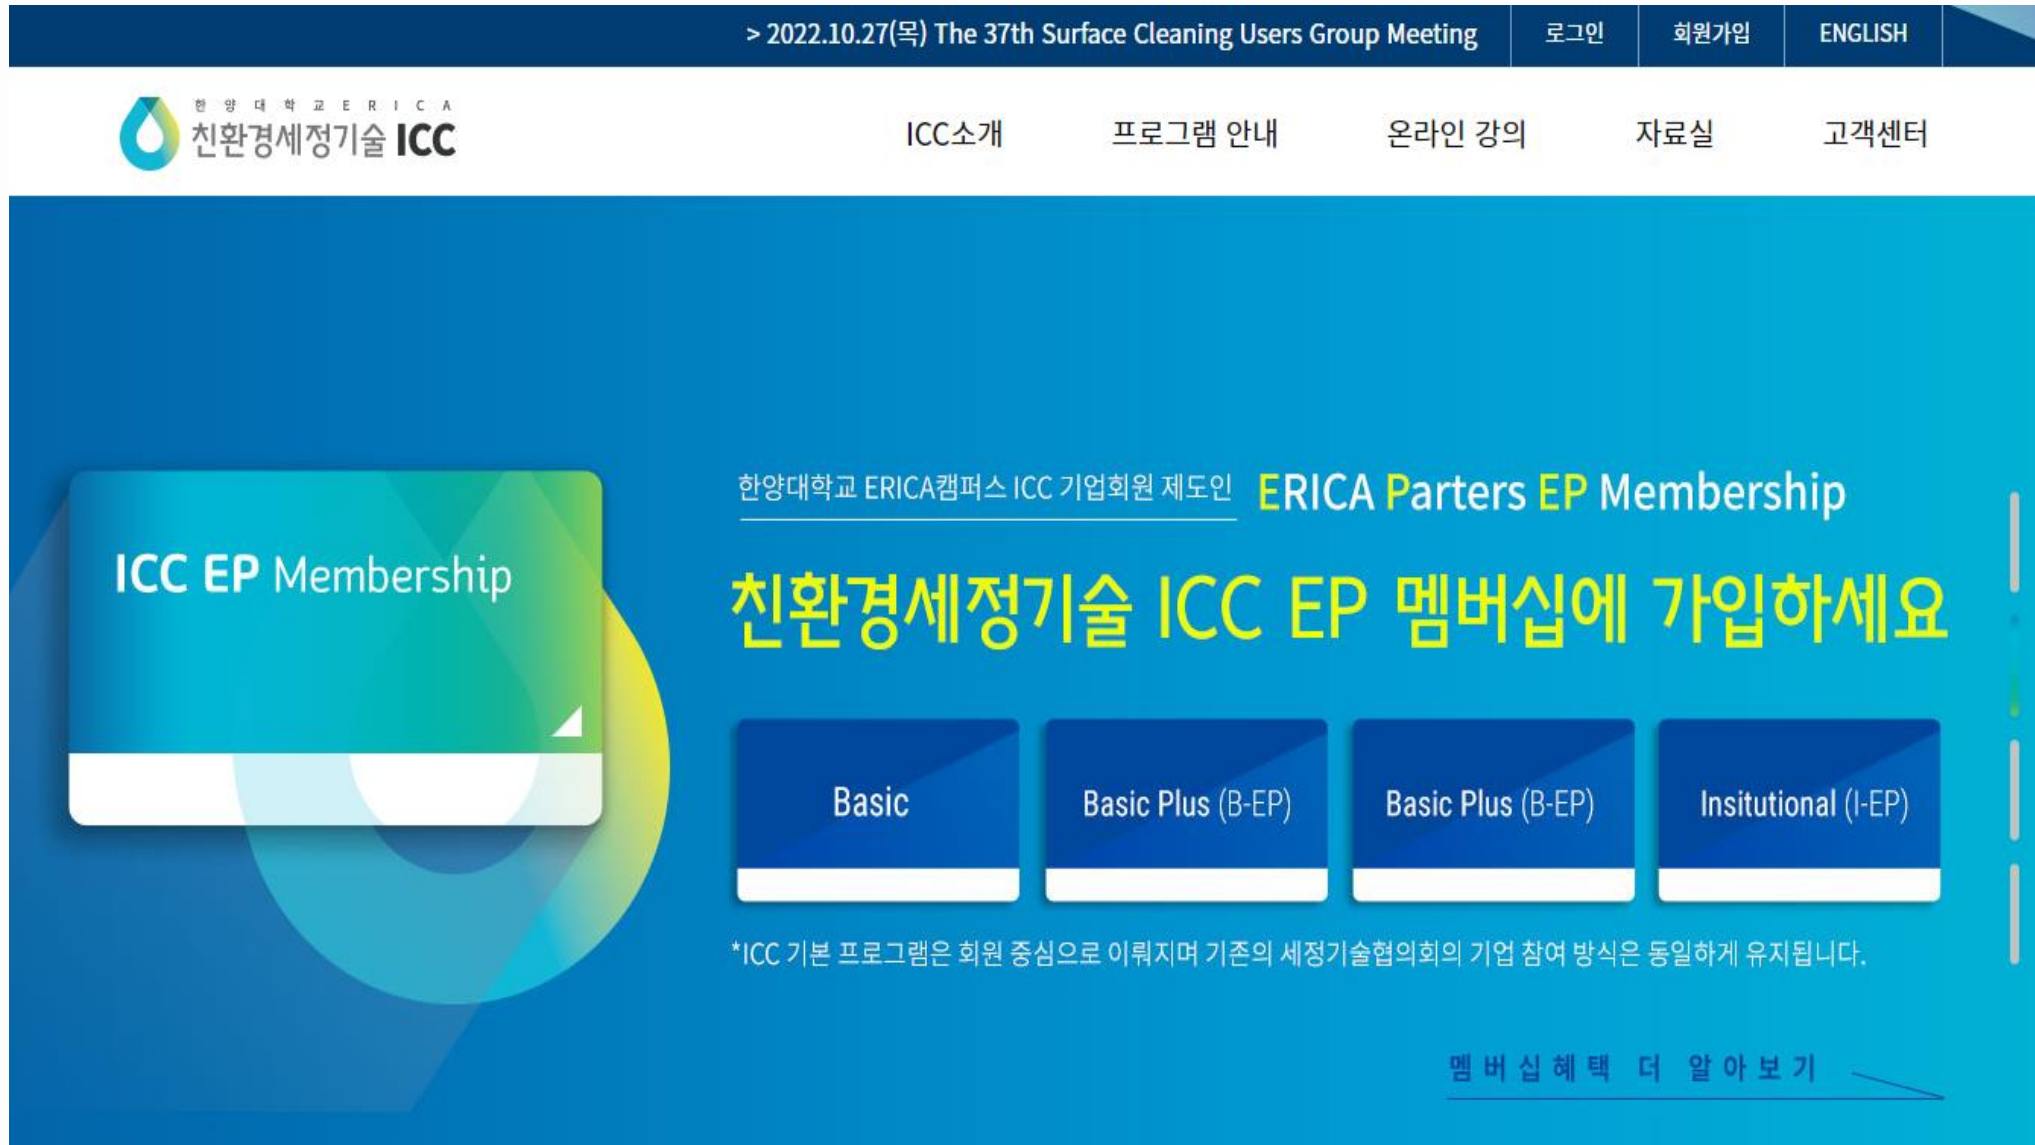 > 2022.10.27(목) The 37th Surface Cleaning Users Group Meeting 로그인 회원가입 ENGLISH
한양대학교ERICA
친환경세정기술 ICC
ICC소개 프로그램 안내 온라인 강의 자료실 고객센터
한양대학교 ERICA캠퍼스 ICC 기업회원 제도인 ERICA Parters EP Membership
ICC EP Membership
친환경세정기술 ICC EP 멤버십에 가입하세요
Basic Basic Plus (B-EP) Basic Plus (B-EP) Insitutional (I-EP)
*ICC 기본 프로그램은 회원 중심으로 이뤄지며 기존의 세정기술협의회의 기업 참여 방식은 동일하게 유지됩니다.
멤버십혜택 더 알아보기